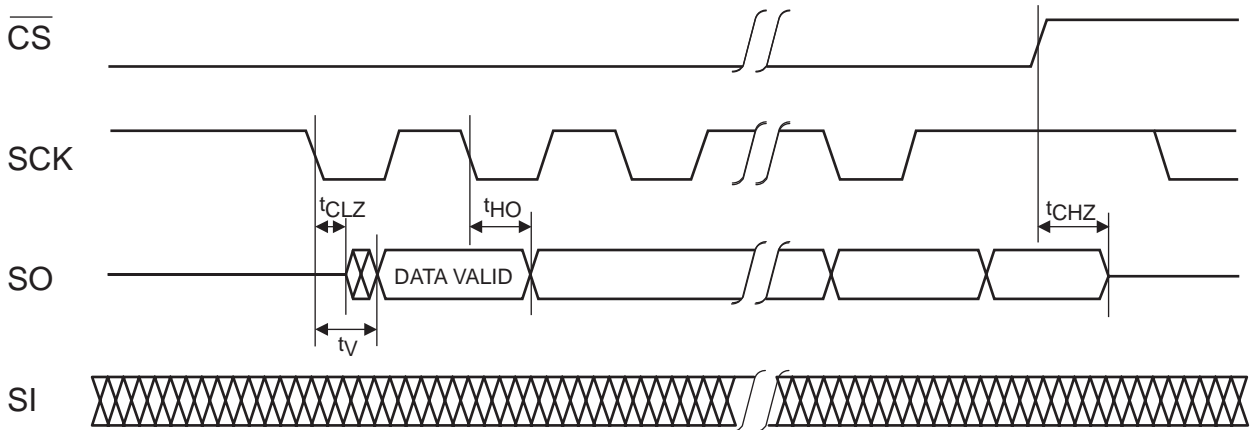 CS
SCK
tCLZ
tHO
tCHZ
SO
DATA VALID
tV
SI